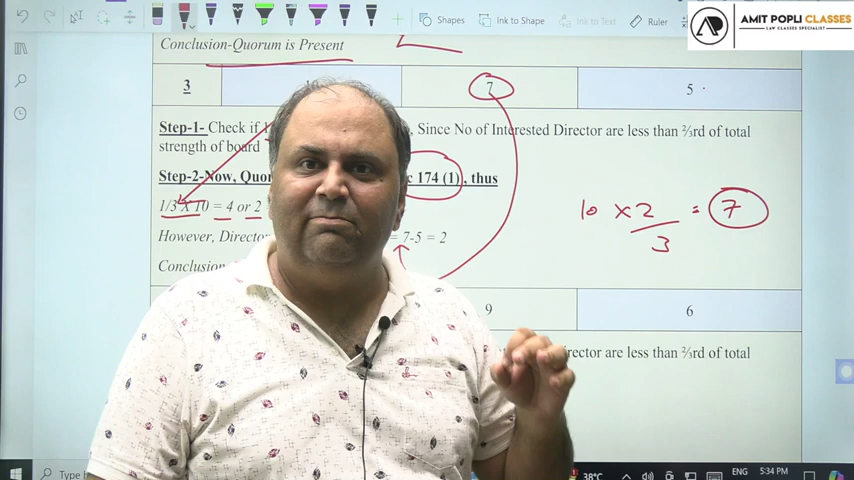 Shapes Ink to Shape Ink to Text Ruler
AMIT POPLI CLASSES
LAW CLASSES SPECIALIST
Conclusion-Quorum is Present
3 7 5
Step-1- Check if Since No of Interested Director are less than ⅔rd of total
strength of board
Step-2-Now, c 174 (1), thus
1/3 X 10 = 4 or 2
10 x 2/3 = 7
However, = 7-5 = 2
9 6
Director are less than ⅔rd of total
Type 38°C ENG 5:34 PM